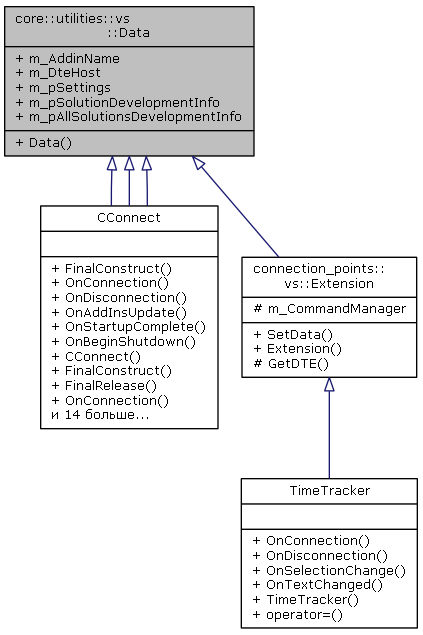 core::utilities::vs
::Data
+ m_AddinName
+ m_DteHost
+ m_pSettings
+ m_pSolutionDevelopmentInfo
+ m_pAllSolutionsDevelopmentInfo
+ Data()
CConnect
+ FinalConstruct()
+ OnConnection()
+ OnDisconnection()
+ OnAddInsUpdate()
+ OnStartupComplete()
+ OnBeginShutdown()
+ CConnect()
+ FinalConstruct()
+ FinalRelease()
+ OnConnection()
и 14 больше...
connection_points::
vs::Extension
# m_CommandManager
+ SetData()
+ Extension()
# GetDTE()
TimeTracker
+ OnConnection()
+ OnDisconnection()
+ OnSelectionChange()
+ OnTextChanged()
+ TimeTracker()
+ operator=()